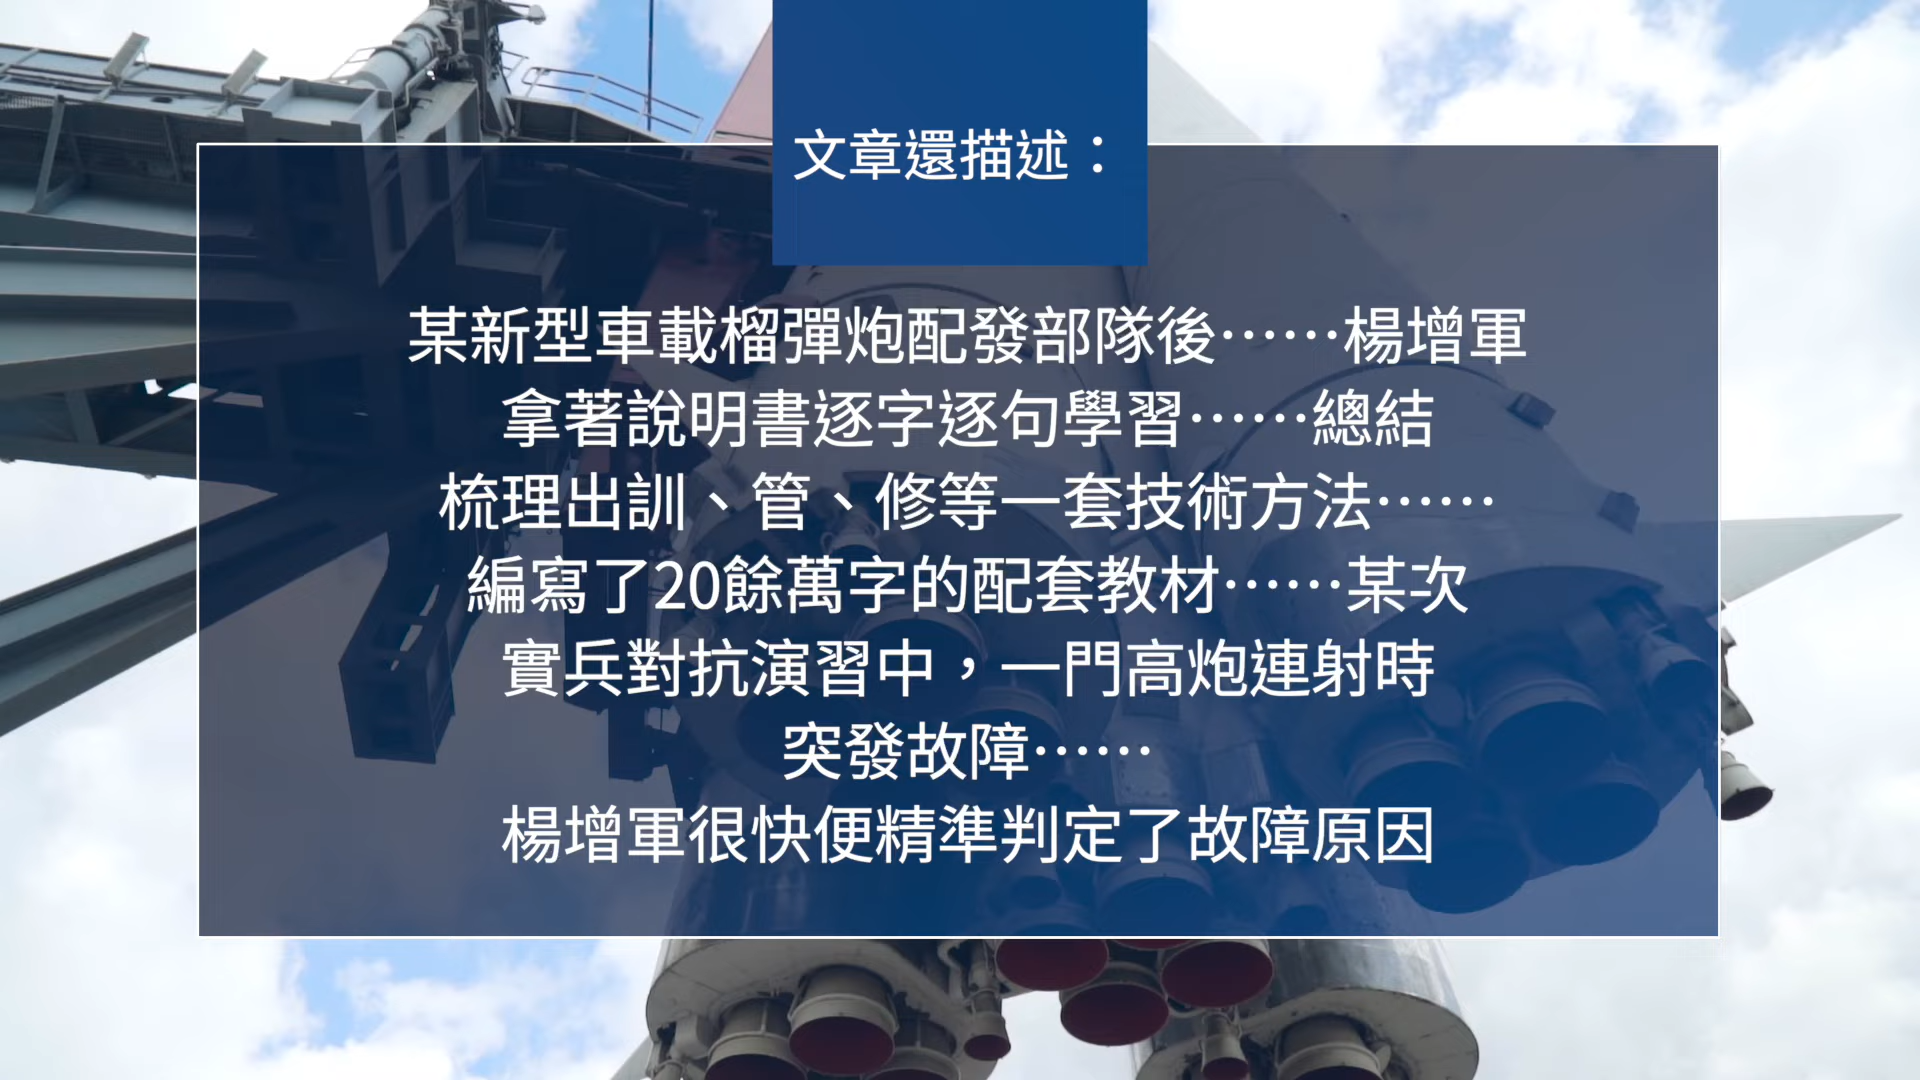 文章還描述：
某新型車載榴彈炮配發部隊後……楊增軍
拿著說明書逐字逐句學習……總結
梳理出訓、管、修等一套技術方法……
編寫了20餘萬字的配套教材……某次
實兵對抗演習中，一門高炮連射時
突發故障……
楊增軍很快便精準判定了故障原因